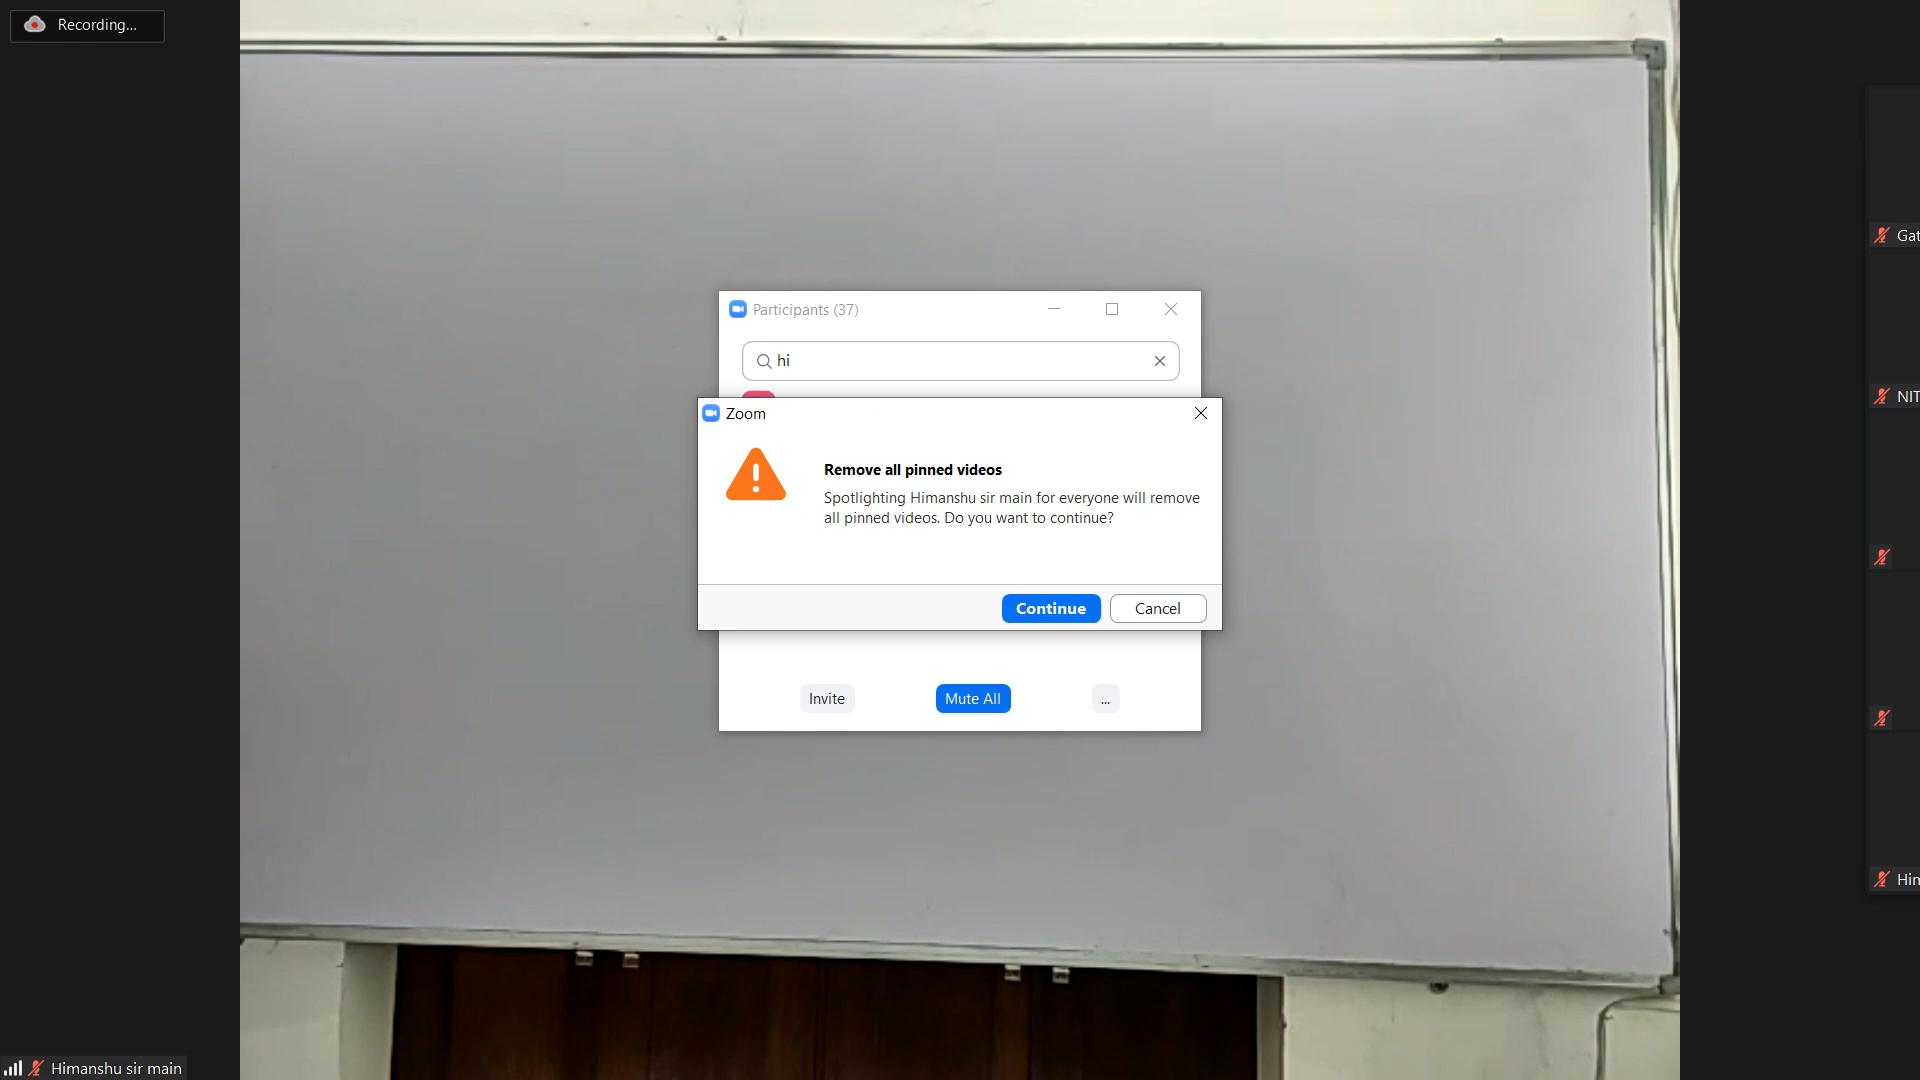 Recording...
Participants (37)
hi
Zoom
Remove all pinned videos
Spotlighting Himanshu sir main for everyone will remove
all pinned videos. Do you want to continue?
Continue
Cancel
Invite
Mute All
...
Gat
NIT
Him
Himanshu sir main